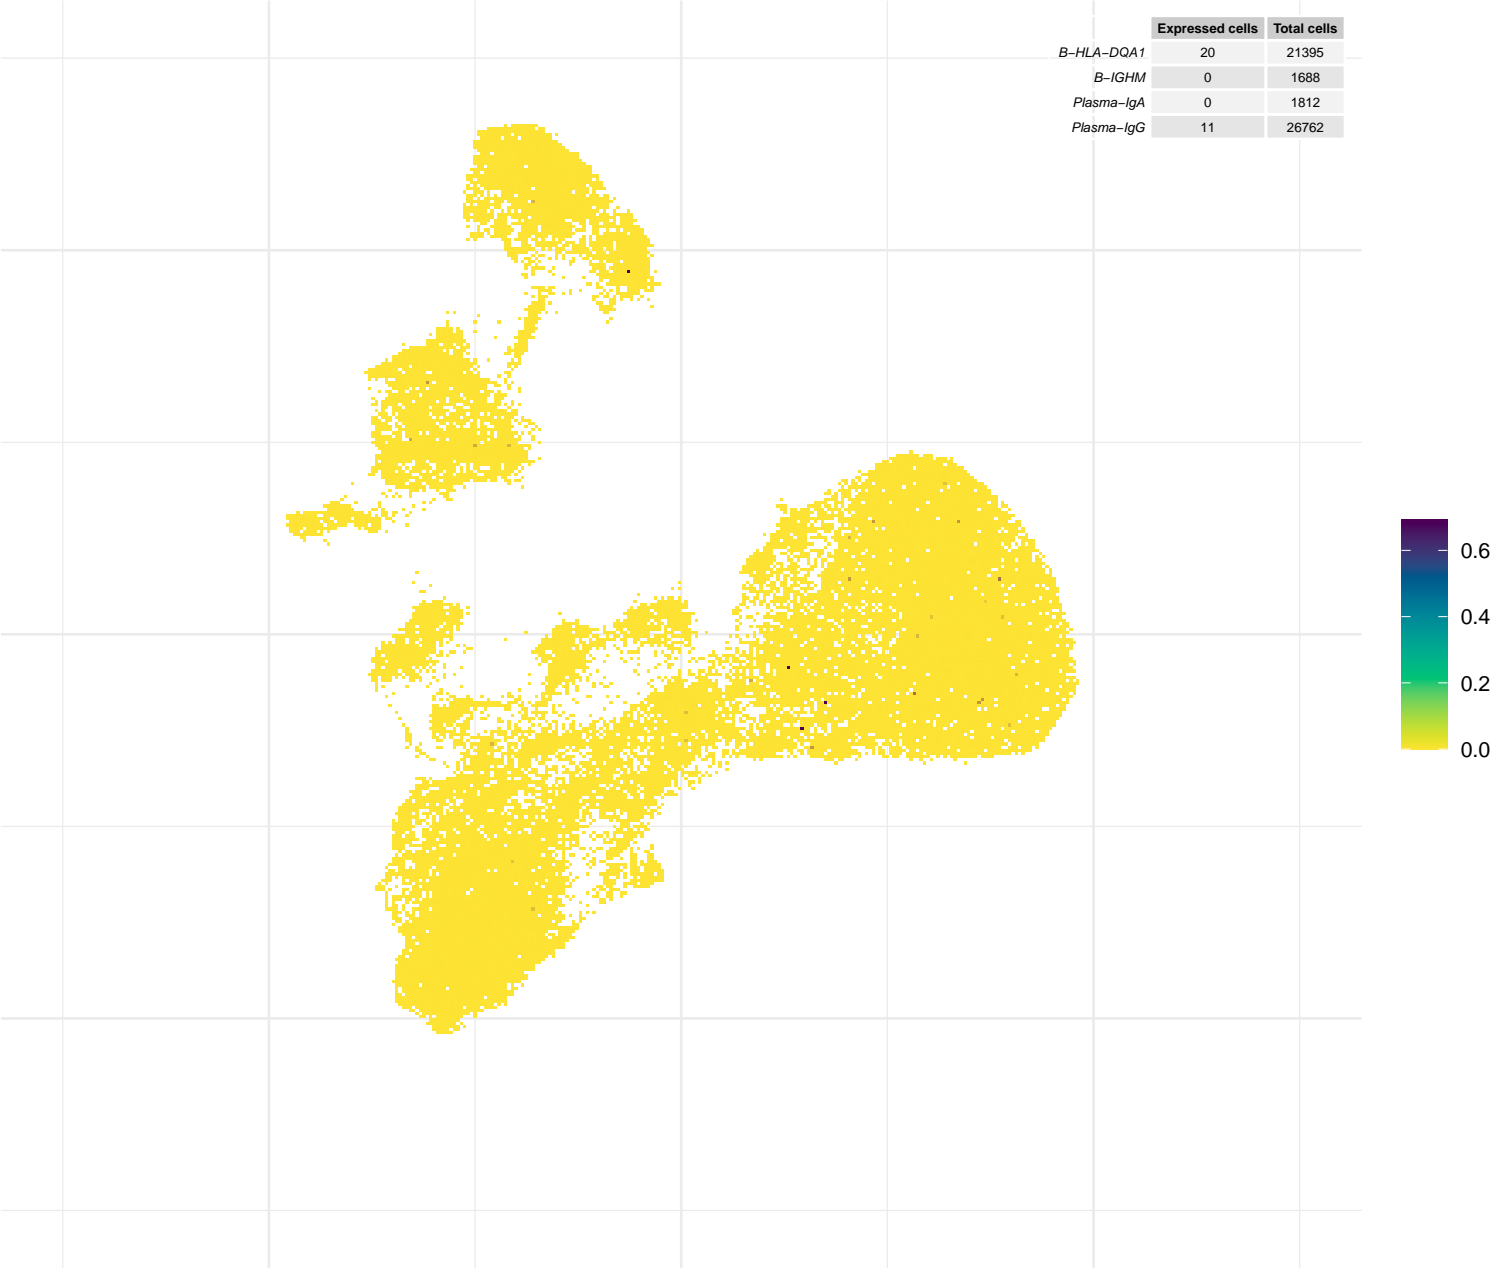 Expressed cells Total cells
B−HLA−DQA1 20 21395
B−IGHM 0 1688
Plasma−IgA 0 1812
Plasma−IgG 11 26762
0.6
0.4
0.2
0.0